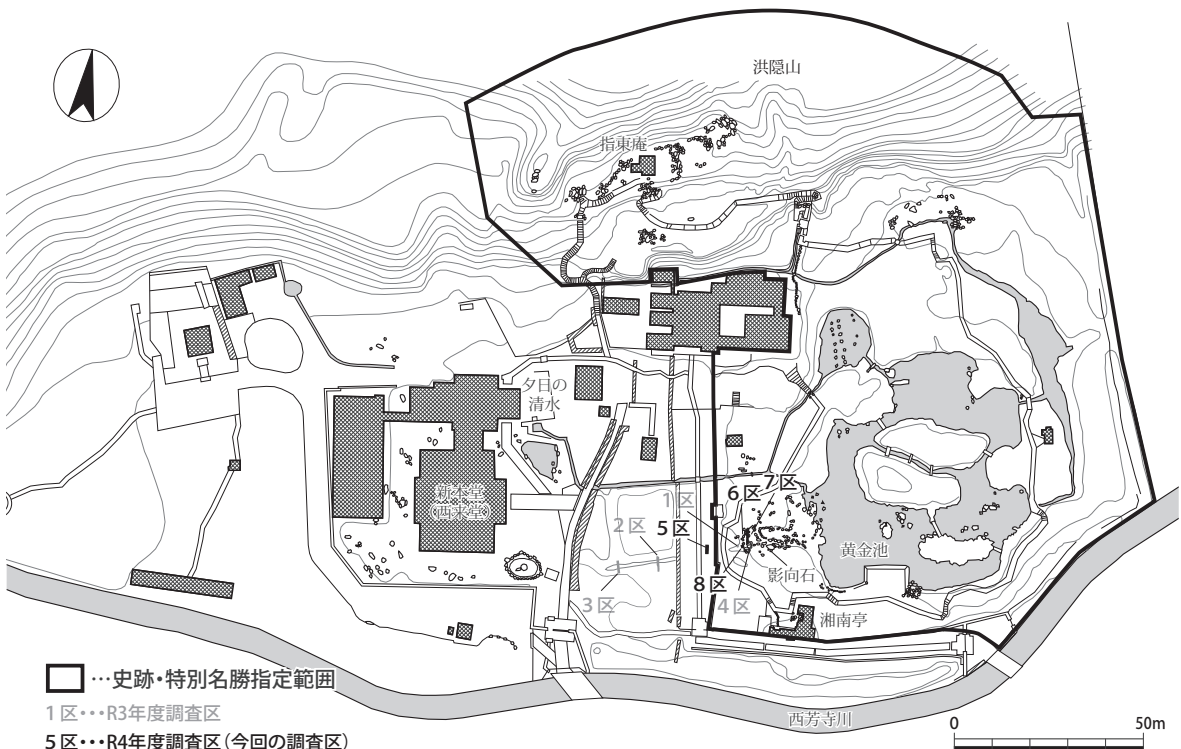 洪隠山
指東庵
夕日の
清水
新本堂
(西来堂)
1区
2区
3区
4区
5区
6区
7区
8区
影向石
黄金池
湘南亭
西芳寺川
…史跡・特別名勝指定範囲
1区・・・R3年度調査区
5区・・・R4年度調査区(今回の調査区)
0
50m